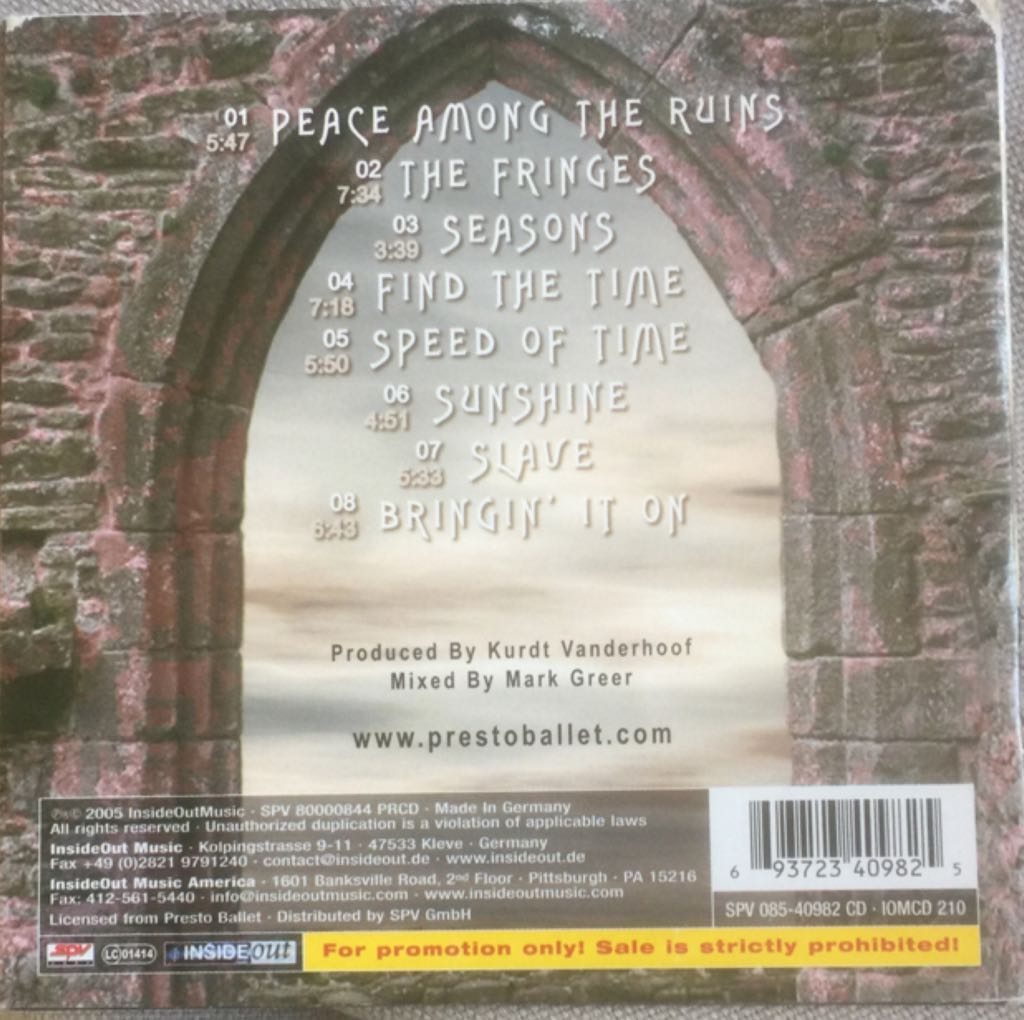 01 PEACE AMONG THE RUINS
5:47
02 THE FRINGES
7:34
03 SEASONS
3:39
04 FIND THE TIME
7:18
05 SPEED OF TIME
5:50
06 SUNSHINE
4:51
07 SLAVE
5:33
08 BRINGIN' IT ON
6:43
Produced By Kurdt Vanderhoof
Mixed By Mark Greer
www.prestoballet.com
℗&© 2005 InsideOutMusic · SPV 80000844 PRCD · Made In Germany
All rights reserved · Unauthorized duplication is a violation of applicable laws
InsideOut Music · Kolpingstrasse 9-11 · 47533 Kleve · Germany
Fax +49 (0)2821 9791240 · contact@insideout.de · www.insideout.de
InsideOut Music America · 1601 Banksville Road, 2nd Floor · Pittsburgh · PA 15216
Fax: 412-561-5440 · info@insideoutmusic.com · www.insideoutmusic.com
Licensed from Presto Ballet · Distributed by SPV GmbH
6 93723 40982 5
SPV 085-40982 CD · IOMCD 210
SPV LC 01414 INSIDEout
For promotion only! Sale is strictly prohibited!